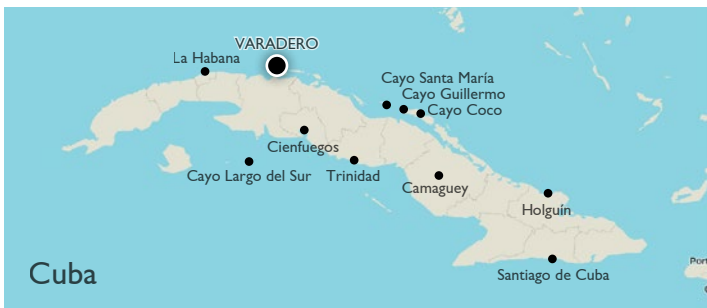 VARADERO
La Habana
Cayo Santa María
Cayo Guillermo
Cayo Coco
Cienfuegos
Cayo Largo del Sur
Trinidad
Camaguey
Holguín
Cuba
Santiago de Cuba
Port